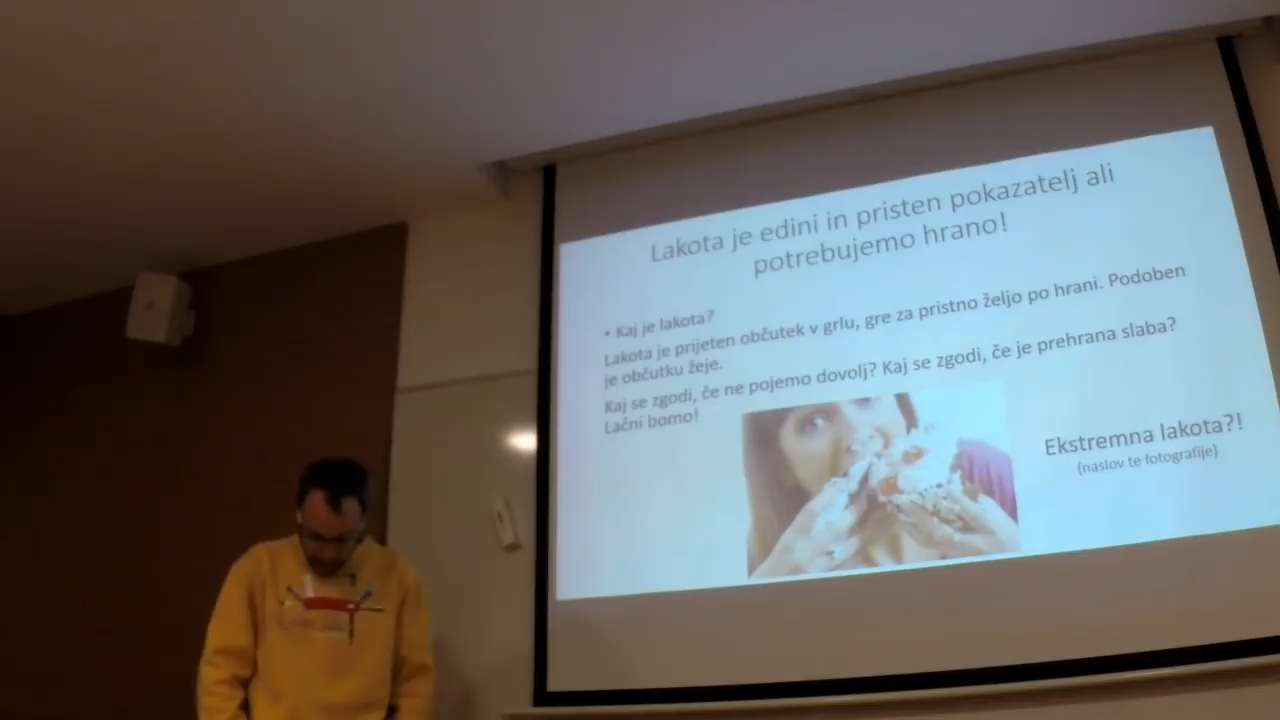 Lakota je edini in pristen pokazatelj ali
potrebujemo hrano!
• Kaj je lakota?
Lakota je prijeten občutek v grlu, gre za pristno željo po hrani. Podoben
je občutku žeje.
Kaj se zgodi, če ne pojemo dovolj? Kaj se zgodi, če je prehrana slaba?
Lačni bomo!
Ekstremna lakota?!
(naslov te fotografije)